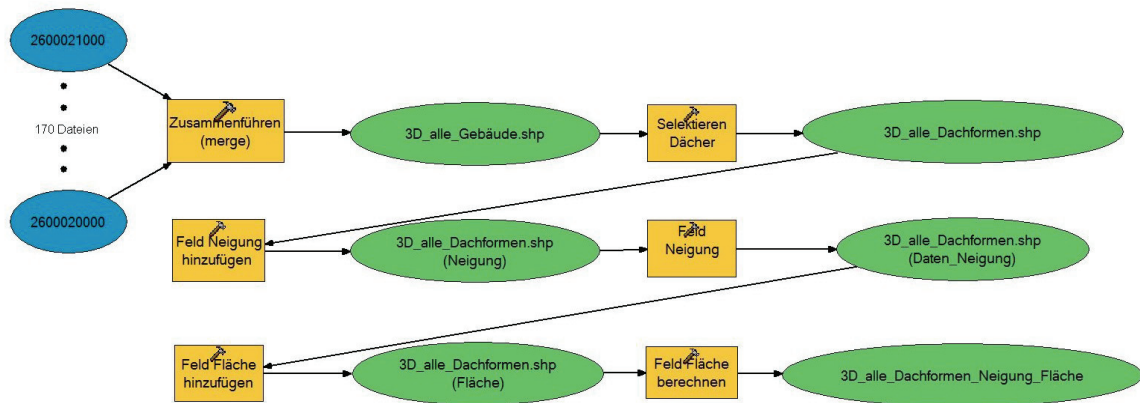 2600021000
170 Dateien
2600020000
Zusammenführen
(merge)
3D_alle_Gebäude.shp
Selektieren
Dächer
3D_alle_Dachformen.shp
Feld Neigung
hinzufügen
3D_alle_Dachformen.shp
(Neigung)
Feld
Neigung
3D_alle_Dachformen.shp
(Daten_Neigung)
Feld Fläche
hinzufügen
3D_alle_Dachformen.shp
(Fläche)
Feld Fläche
berechnen
3D_alle_Dachformen_Neigung_Fläche